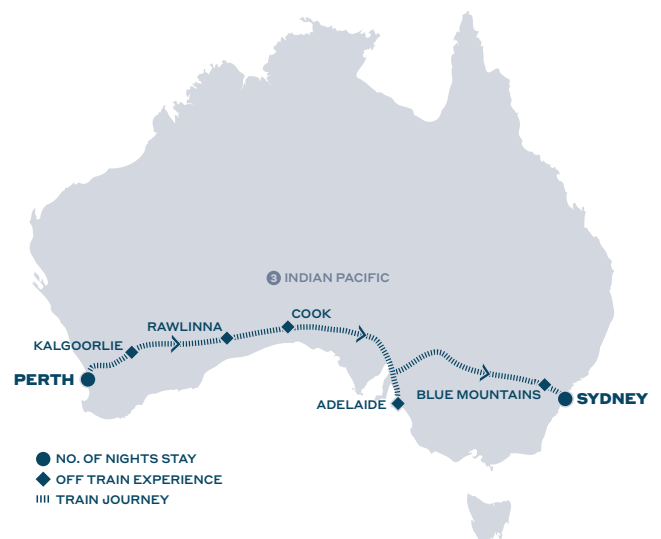 3 INDIAN PACIFIC
COOK
RAWLINNA
KALGOORLIE
PERTH
BLUE MOUNTAINS
SYDNEY
ADELAIDE
NO. OF NIGHTS STAY
OFF TRAIN EXPERIENCE
TRAIN JOURNEY